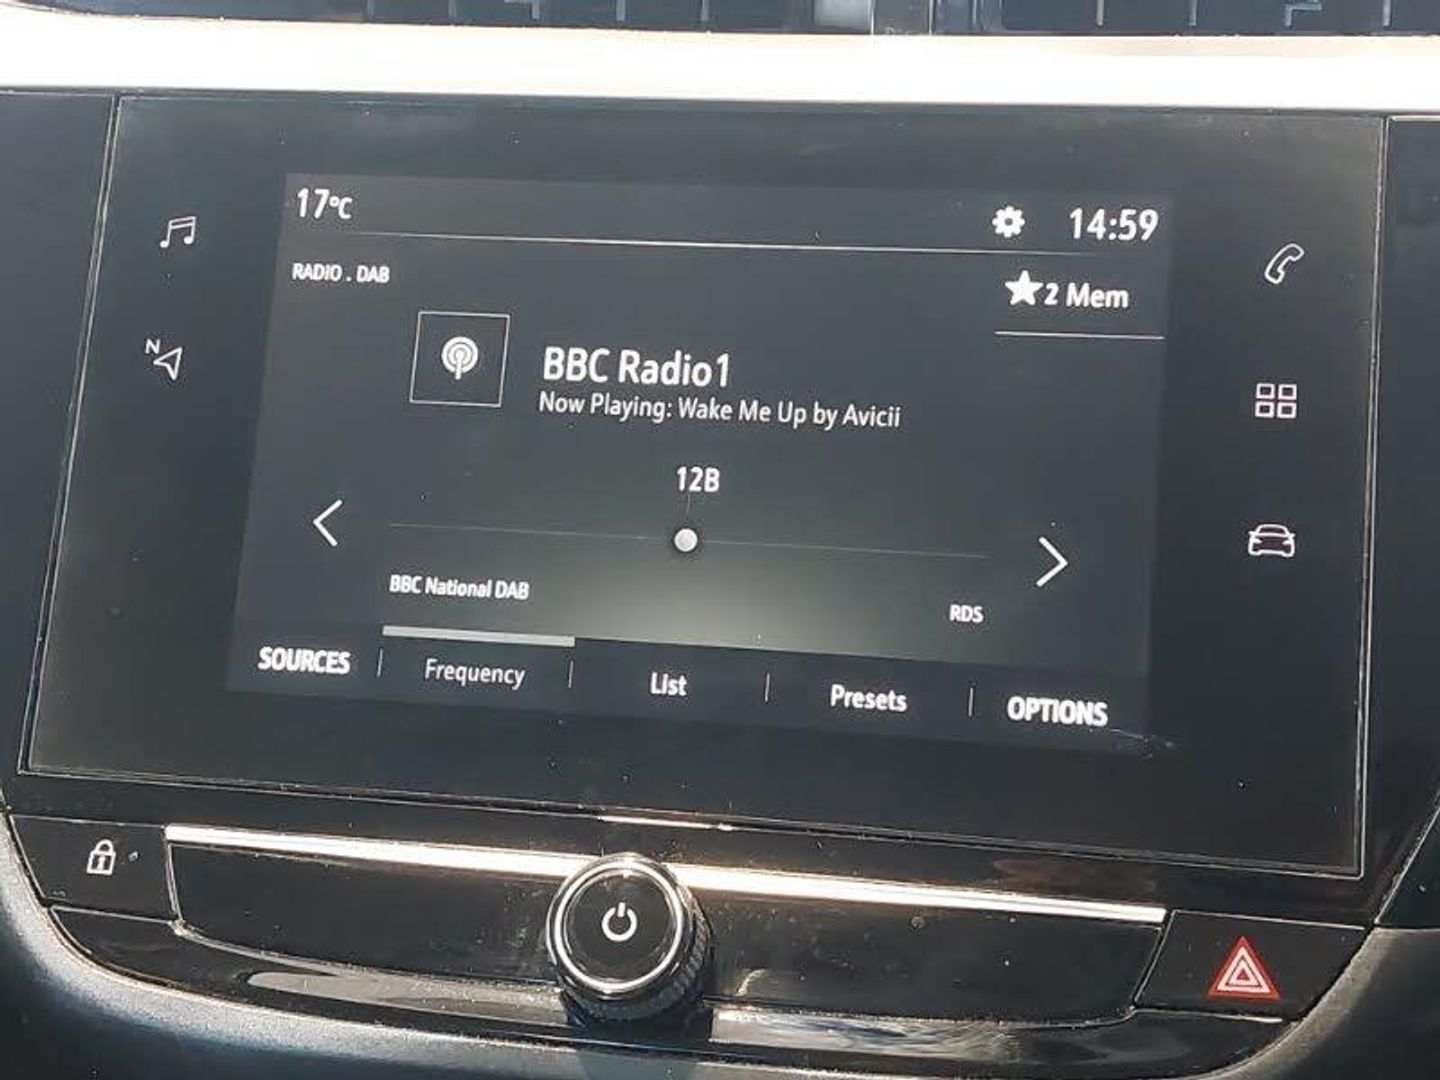 17°C
14:59
RADIO . DAB
★2 Mem
N
BBC Radio1
Now Playing: Wake Me Up by Avicii
12B
BBC National DAB
RDS
SOURCES
Frequency
List
Presets
OPTIONS